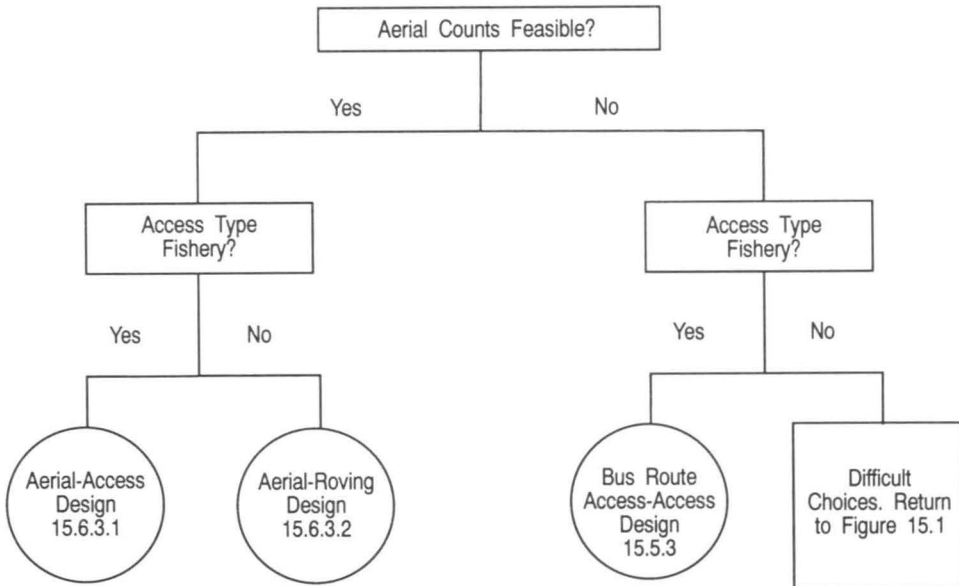 Aerial Counts Feasible?
Yes
No
Access Type
Fishery?
Access Type
Fishery?
Yes
No
Yes
No
Aerial-Access
Design
15.6.3.1
Aerial-Roving
Design
15.6.3.2
Bus Route
Access-Access
Design
15.5.3
Difficult
Choices. Return
to Figure 15.1